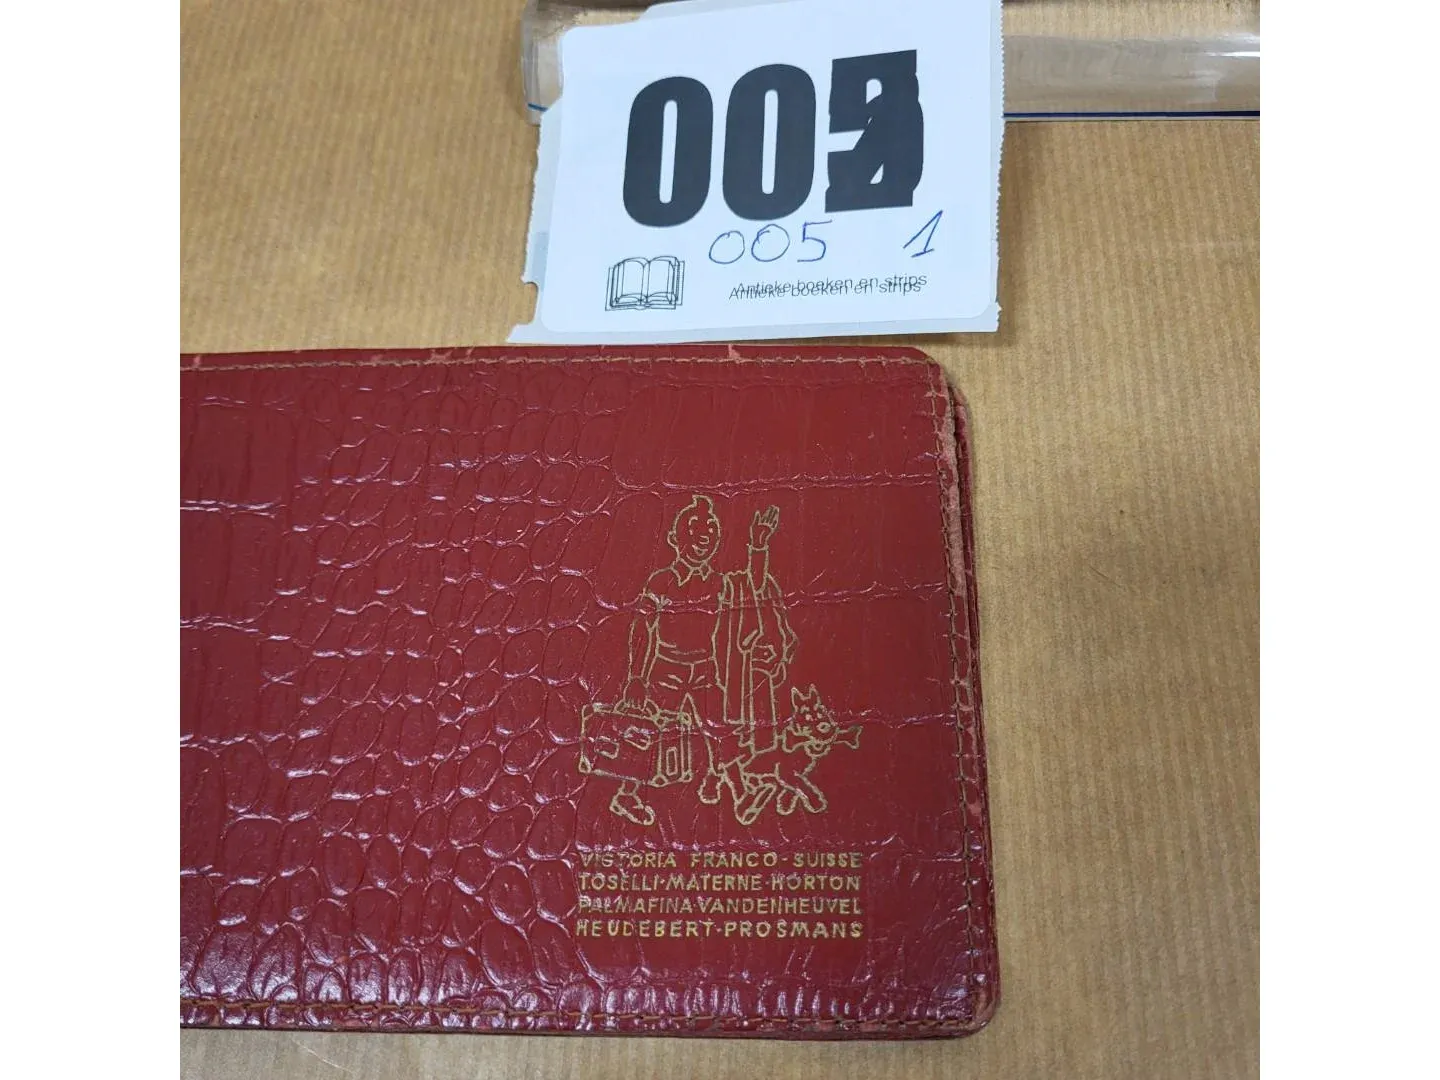 005 1
Antieke boeken en strips
VICTORIA FRANCO-SUISSE
TOSELLI·MATERNE·HORTON
PALMAFINA·VANDENHEUVEL
HEUDEBERT·PROSMANS